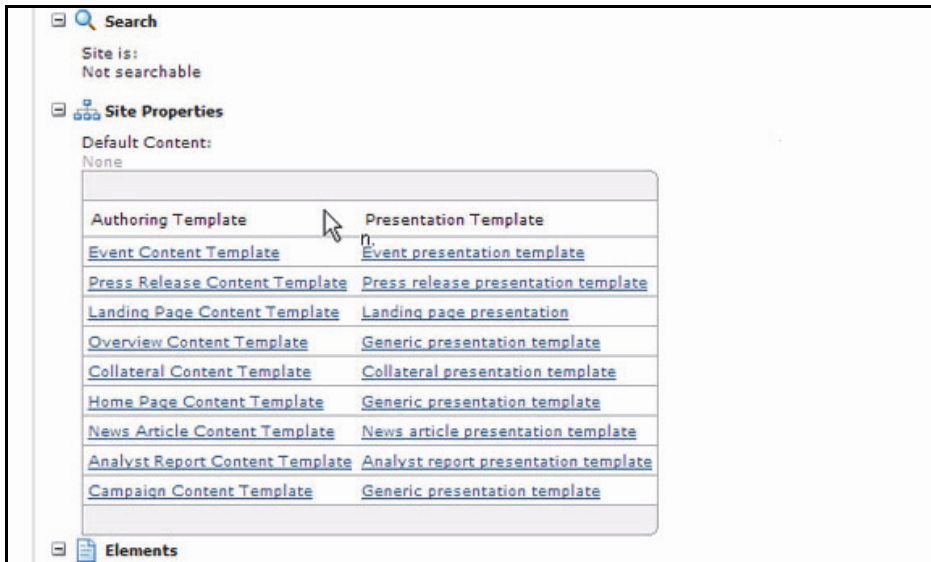 Search
Site is:
Not searchable
Site Properties
Default Content:
None
Authoring Template Presentation Template
n.
Event Content Template Event presentation template
Press Release Content Template Press release presentation template
Landing Page Content Template Landing page presentation
Overview Content Template Generic presentation template
Collateral Content Template Collateral presentation template
Home Page Content Template Generic presentation template
News Article Content Template News article presentation template
Analyst Report Content Template Analyst report presentation template
Campaign Content Template Generic presentation template
Elements